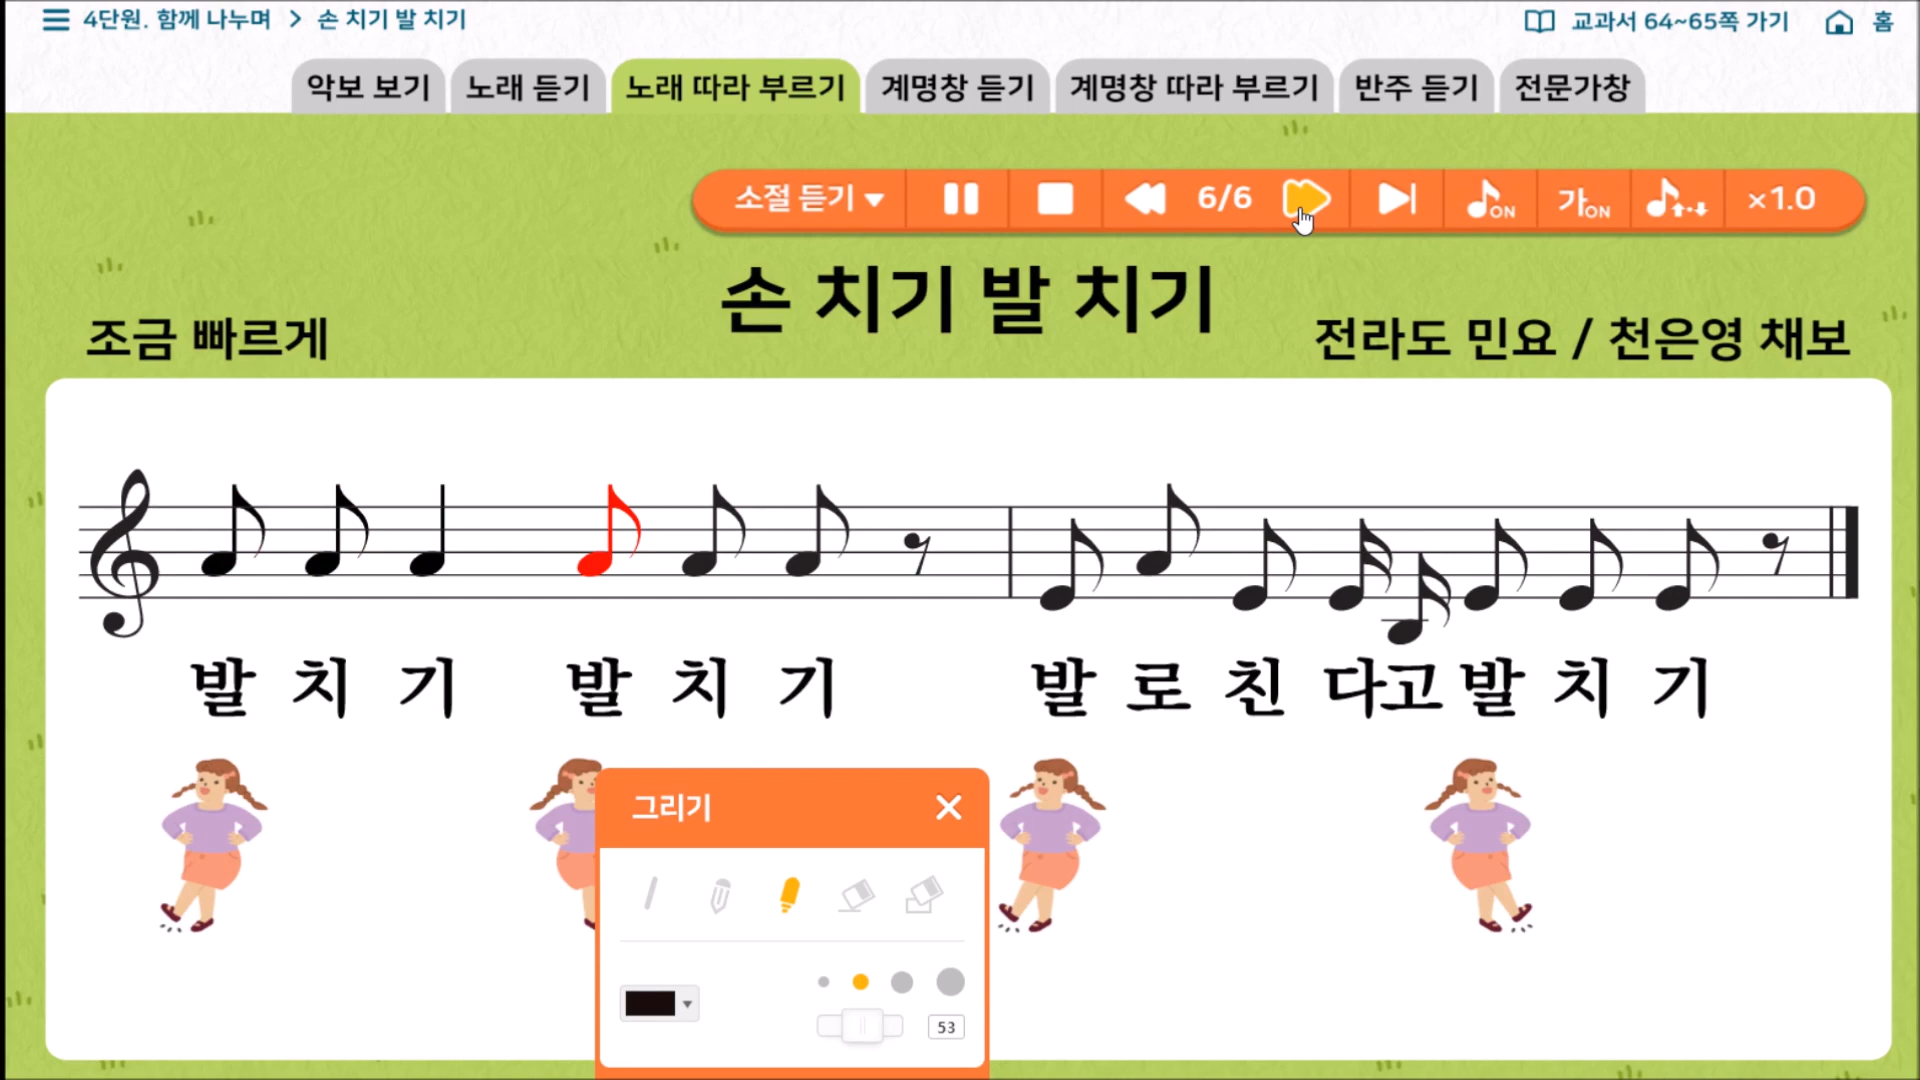 4단원. 함께 나누며 > 손 치기 발 치기
교과서 64~65쪽 가기 홈
악보 보기 노래 듣기 노래 따라 부르기 계명창 듣기 계명창 따라 부르기 반주 듣기 전문가창
소절 듣기 6/6 ON 가ON ×1.0
손 치기 발 치기
조금 빠르게 전라도 민요 / 천은영 채보
발 치 기 발 치 기 발 로 친 다고 발 치 기
그리기
53